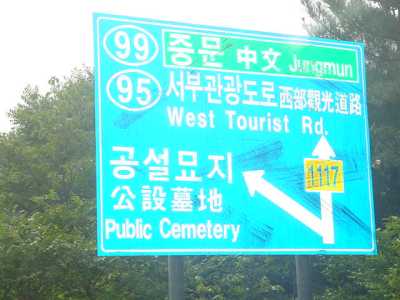 99 중문 中文 Jungmun
95 서부관광도로 西部觀光道路
West Tourist Rd.
1117
공설묘지
公設墓地
Public Cemetery